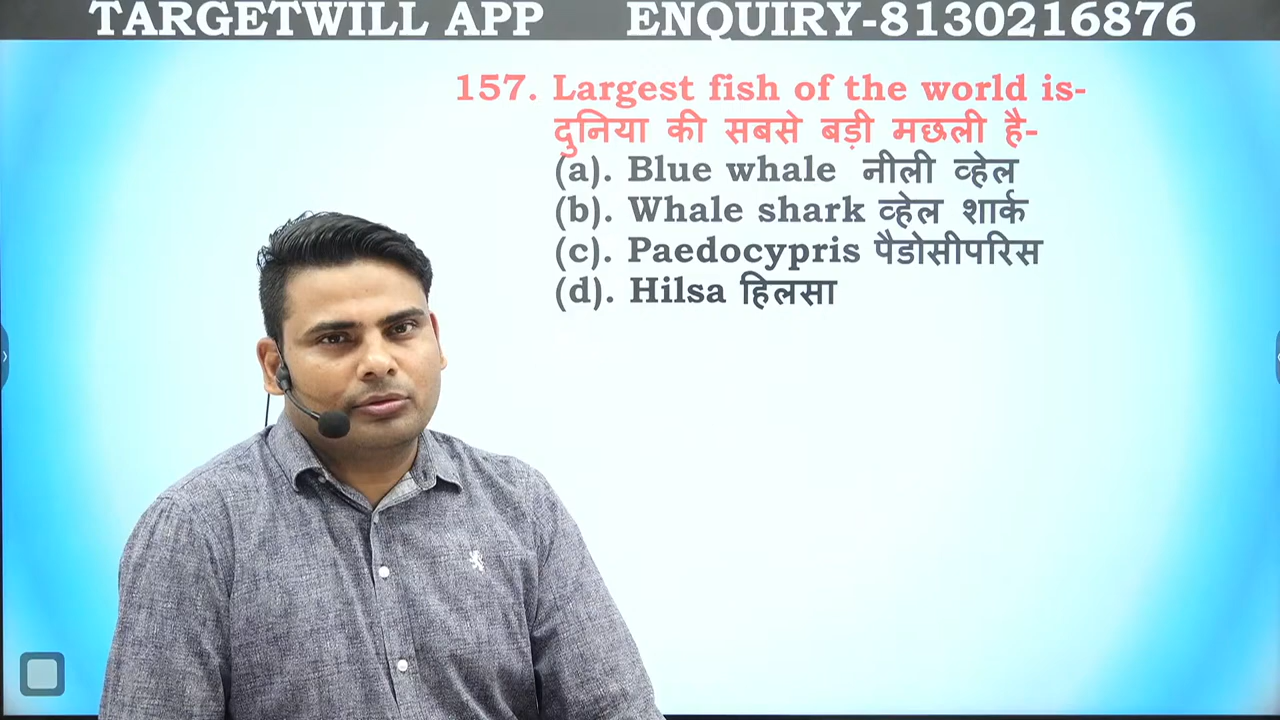 TARGETWILL APP ENQUIRY-8130216876
157. Largest fish of the world is-
दुनिया की सबसे बड़ी मछली है-
(a). Blue whale नीली व्हेल
(b). Whale shark व्हेल शार्क
(c). Paedocypris पैडोसीपरिस
(d). Hilsa हिलसा